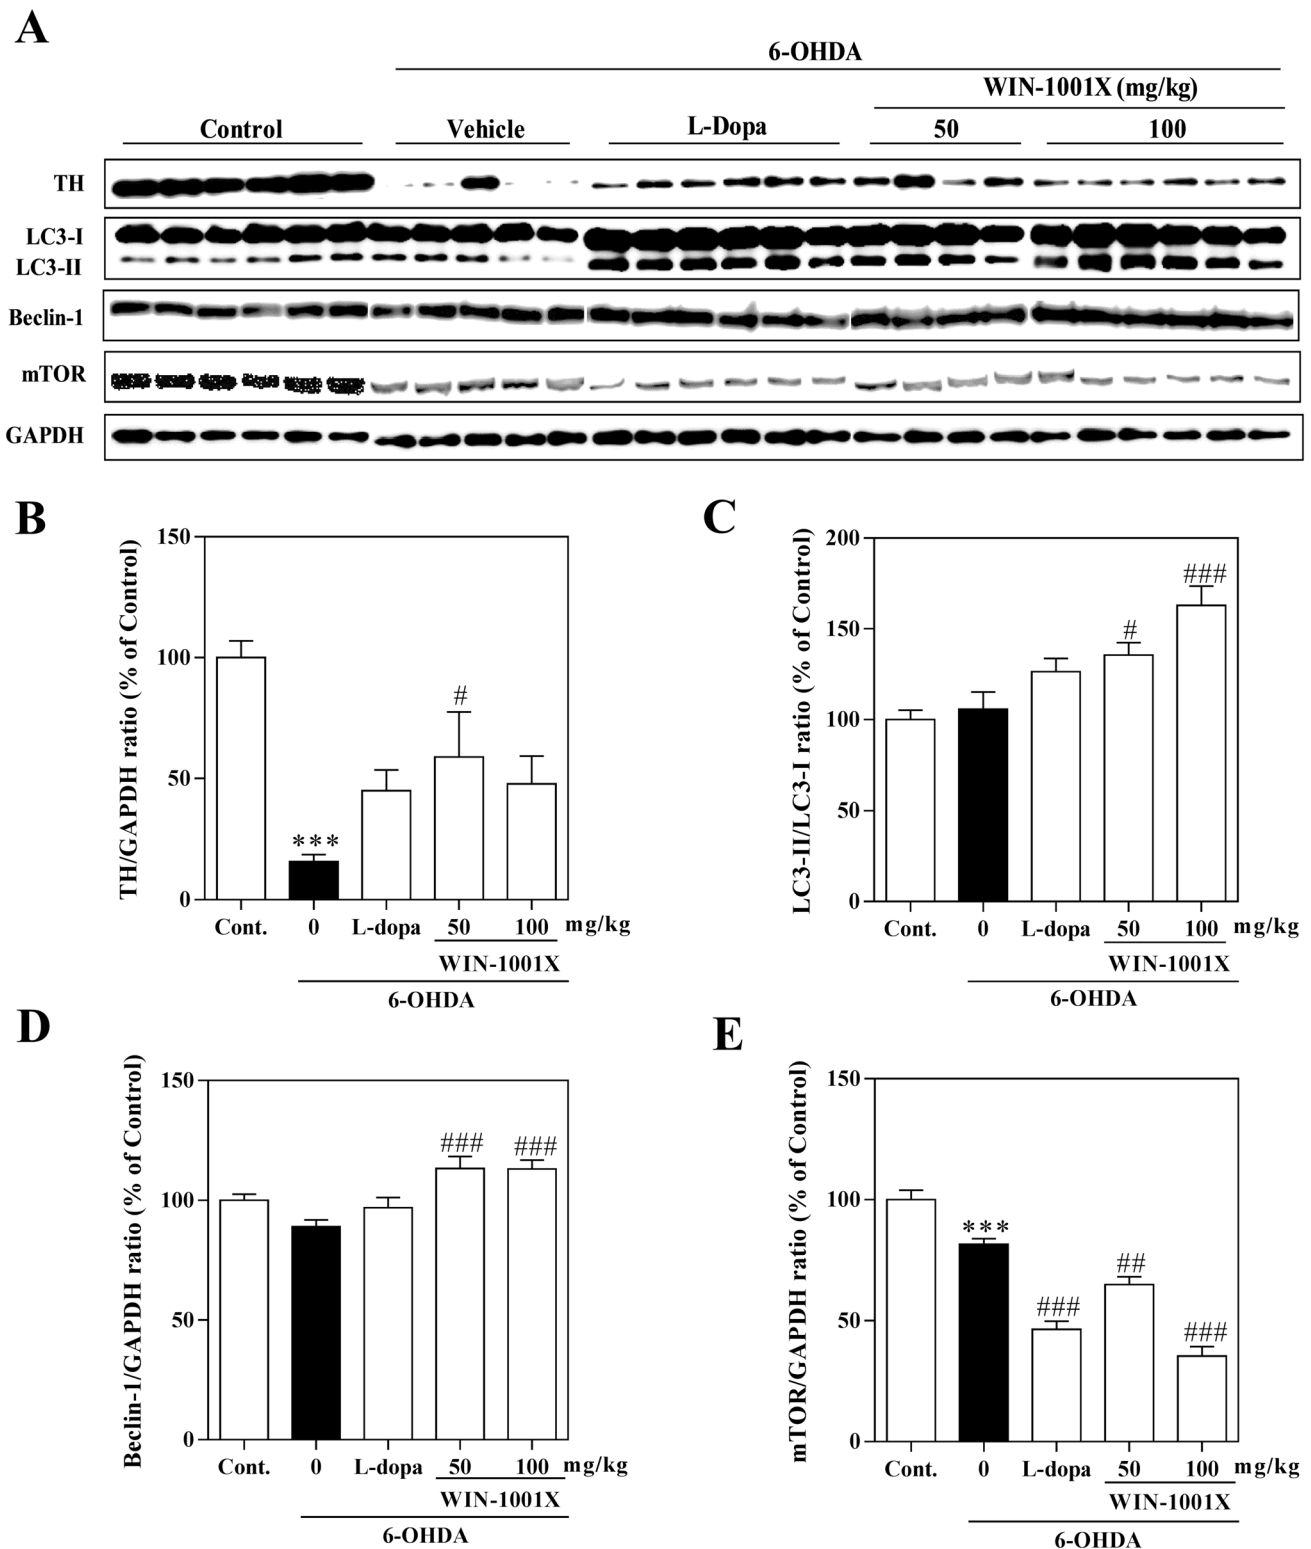 A
6-OHDA
WIN-1001X (mg/kg)
Control Vehicle L-Dopa 50 100
TH
LC3-I
LC3-II
Beclin-1
mTOR
GAPDH
B
TH/GAPDH ratio (% of Control)
150
100
50
0
***
#
Cont. 0 L-dopa 50 100 mg/kg
WIN-1001X
6-OHDA
C
LC3-II/LC3-I ratio (% of Control)
200
150
100
50
0
#
###
Cont. 0 L-dopa 50 100 mg/kg
WIN-1001X
6-OHDA
D
Beclin-1/GAPDH ratio (% of Control)
150
100
50
0
###
###
Cont. 0 L-dopa 50 100 mg/kg
WIN-1001X
6-OHDA
E
mTOR/GAPDH ratio (% of Control)
150
100
50
0
***
###
##
###
Cont. 0 L-dopa 50 100 mg/kg
WIN-1001X
6-OHDA